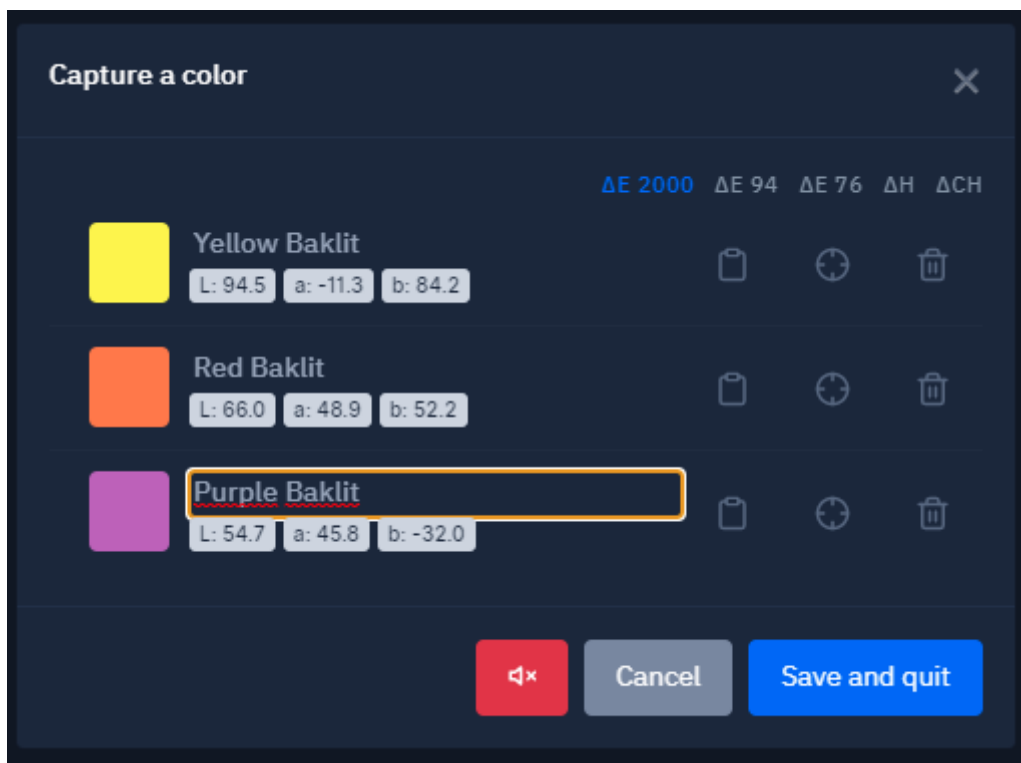 Capture a color
ΔE 2000 ΔE 94 ΔE 76 ΔH ΔCH
Yellow Baklit
L: 94.5 a: -11.3 b: 84.2
Red Baklit
L: 66.0 a: 48.9 b: 52.2
Purple Baklit
L: 54.7 a: 45.8 b: -32.0
Cancel Save and quit